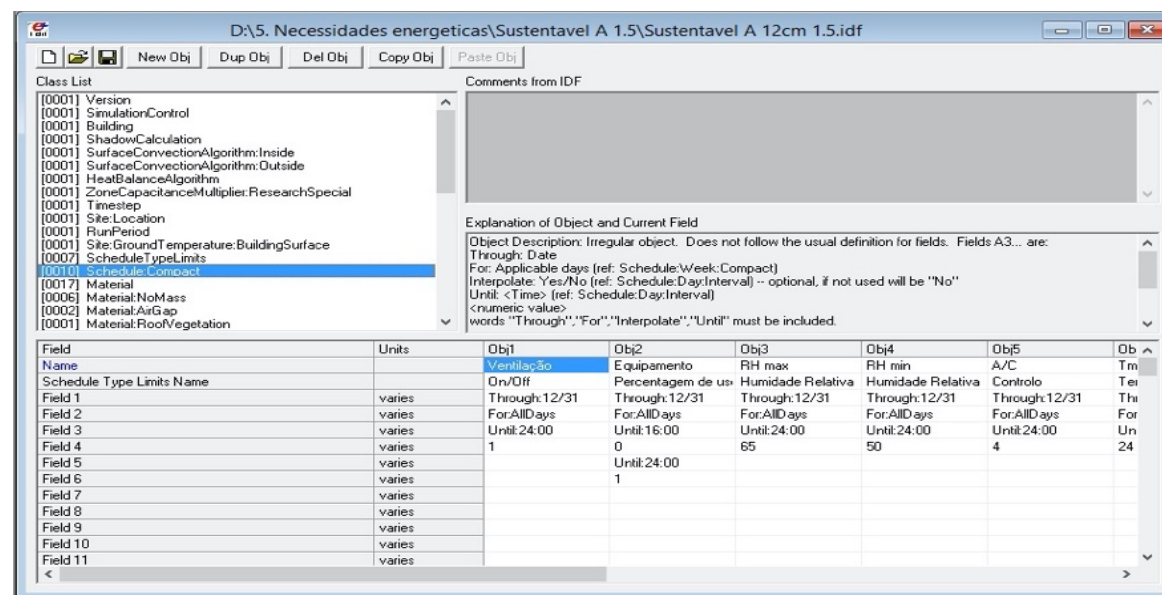 D:\5. Necessidades energeticas\Sustentavel A 1.5\Sustentavel A 12cm 1.5.idf
New Obj Dup Obj Del Obj Copy Obj Paste Obj
Class List
[0001] Version
[0001] SimulationControl
[0001] Building
[0001] ShadowCalculation
[0001] SurfaceConvectionAlgorithm:Inside
[0001] SurfaceConvectionAlgorithm:Outside
[0001] HeatBalanceAlgorithm
[0001] ZoneCapacitanceMultiplier:ResearchSpecial
[0001] Timestep
[0001] Site:Location
[0001] RunPeriod
[0001] Site:GroundTemperature:BuildingSurface
[0007] ScheduleTypeLimits
[0010] Schedule:Compact
[0017] Material
[0006] Material:NoMass
[0002] Material:AirGap
[0001] Material:RoofVegetation
Comments from IDF
Explanation of Object and Current Field
Object Description: Irregular object. Does not follow the usual definition for fields. Fields A3... are:
Through: Date
For: Applicable days (ref: Schedule:Week:Compact)
Interpolate: Yes/No (ref: Schedule:Day:Interval) -- optional, if not used will be "No"
Until: <Time> (ref: Schedule:Day:Interval)
<numeric value>
words "Through","For","Interpolate","Until" must be included.
Field Units Obj1 Obj2 Obj3 Obj4 Obj5 Ob
Name Ventilação Equipamento RH max RH min A/C Tm
Schedule Type Limits Name On/Off Percentagem de us Humidade Relativa Humidade Relativa Controlo Ter
Field 1 varies Through:12/31 Through:12/31 Through:12/31 Through:12/31 Through:12/31 Thr
Field 2 varies For:AllDays For:AllDays For:AllDays For:AllDays For:AllDays For
Field 3 varies Until:24:00 Until:16:00 Until:24:00 Until:24:00 Until:24:00 Un
Field 4 varies 1 0 65 50 4 24
Field 5 varies Until:24:00
Field 6 varies 1
Field 7 varies
Field 8 varies
Field 9 varies
Field 10 varies
Field 11 varies